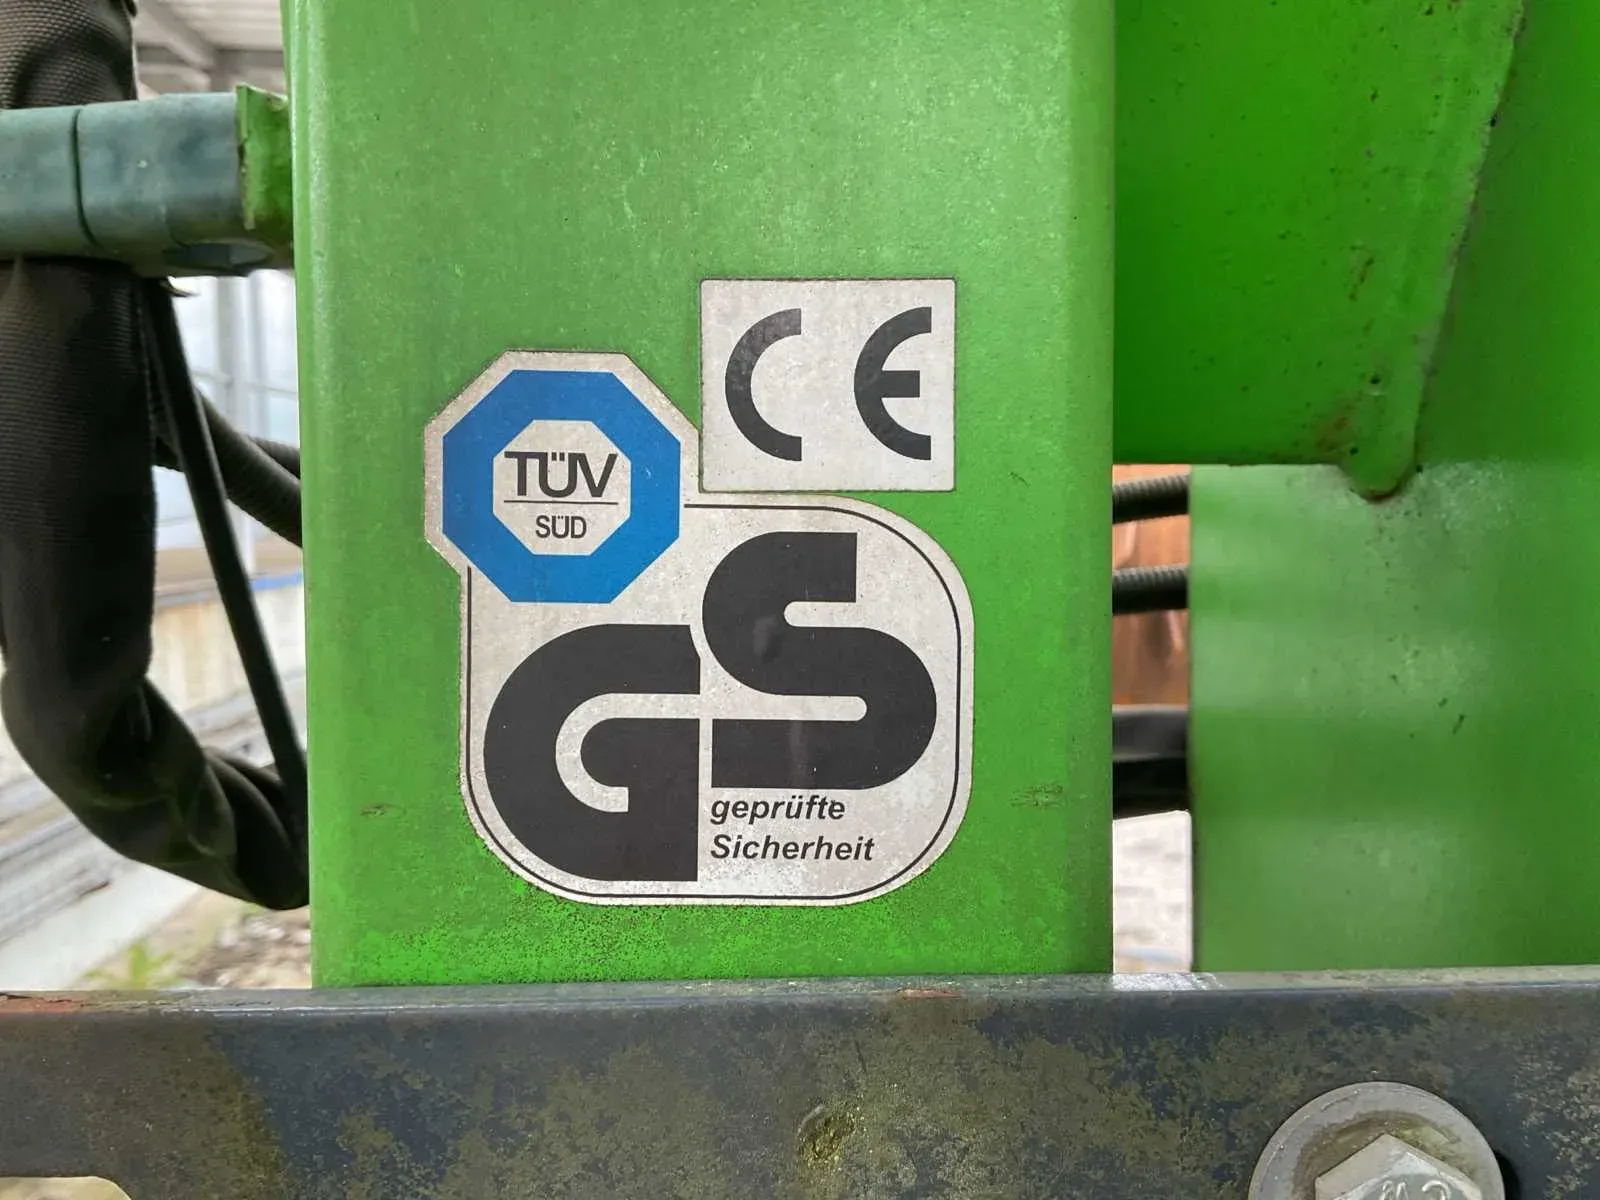 CE
TÜV
SÜD
GS
geprüfte
Sicherheit